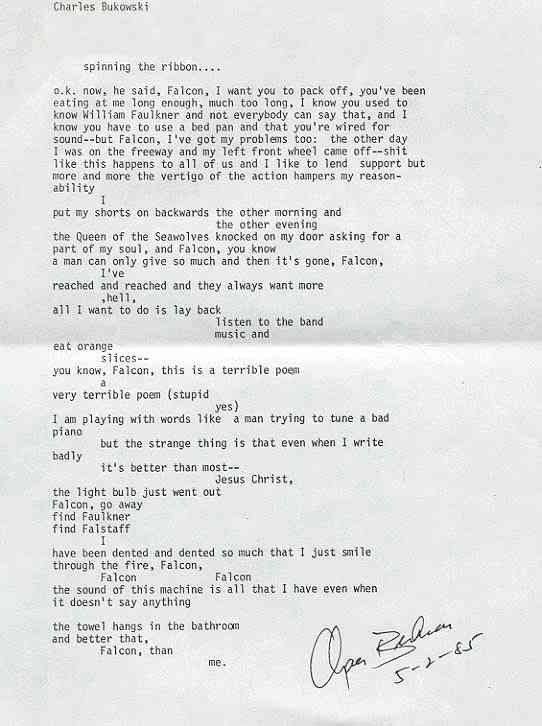 Charles Bukowski
spinning the ribbon....
o.k. now, he said, Falcon, I want you to pack off, you've been
eating at me long enough, much too long, I know you used to
know William Faulkner and not everybody can say that, and I
know you have to use a bed pan and that you're wired for
sound--but Falcon, I've got my problems too:  the other day
I was on the freeway and my left front wheel came off--shit
like this happens to all of us and I like to lend  support but
more and more the vertigo of the action hampers my reason-
ability
I
put my shorts on backwards the other morning and
the other evening
the Queen of the Seawolves knocked on my door asking for a
part of my soul, and Falcon, you know
a man can only give so much and then it's gone, Falcon,
I've
reached and reached and they always want more
,hell,
all I want to do is lay back
listen to the band
music and
eat orange
slices--
you know, Falcon, this is a terrible poem
a
very terrible poem (stupid
yes)
I am playing with words like  a man trying to tune a bad
piano
but the strange thing is that even when I write
badly
it's better than most--
Jesus Christ,
the light bulb just went out
Falcon, go away
find Faulkner
find Falstaff
I
have been dented and dented so much that I just smile
through the fire, Falcon,
Falcon Falcon
the sound of this machine is all that I have even when
it doesn't say anything
the towel hangs in the bathroom
and better that,
Falcon, than
me.
5-2-85